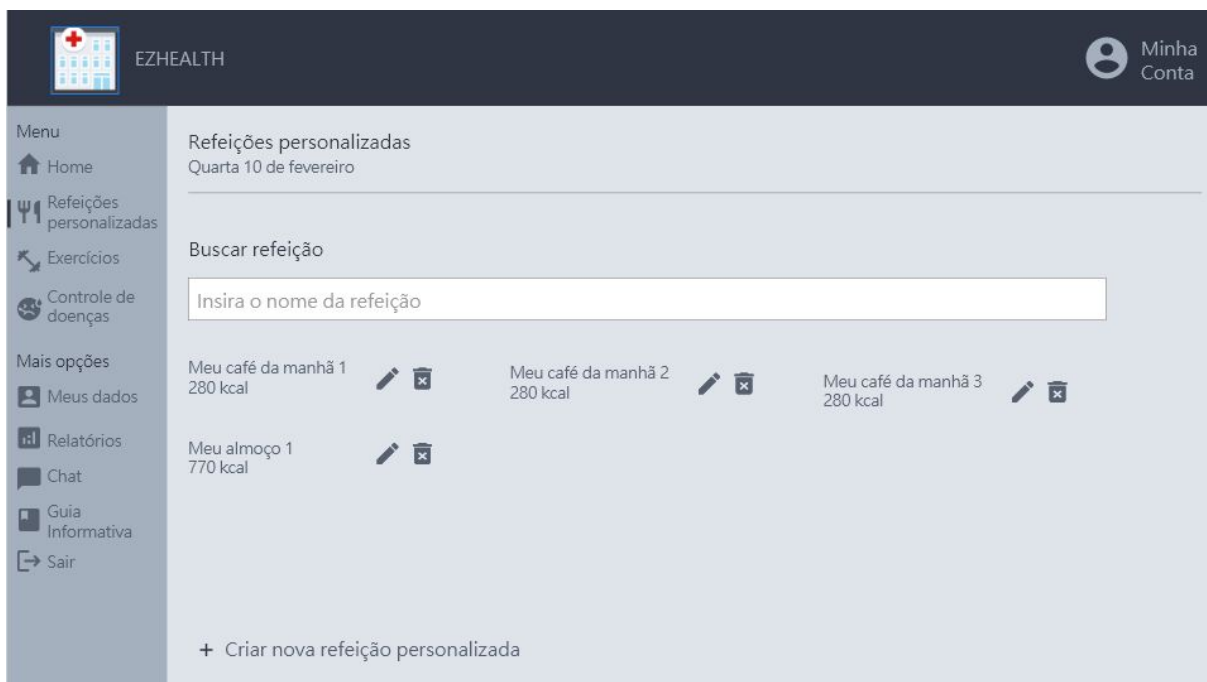 EZHEALTH
Minha
Conta
Menu
Home
Refeições
personalizadas
Exercícios
Controle de
doenças
Mais opções
Meus dados
Relatórios
Chat
Guia
Informativa
Sair
Refeições personalizadas
Quarta 10 de fevereiro
Buscar refeição
Insira o nome da refeição
Meu café da manhã 1
280 kcal
Meu café da manhã 2
280 kcal
Meu café da manhã 3
280 kcal
Meu almoço 1
770 kcal
+ Criar nova refeição personalizada